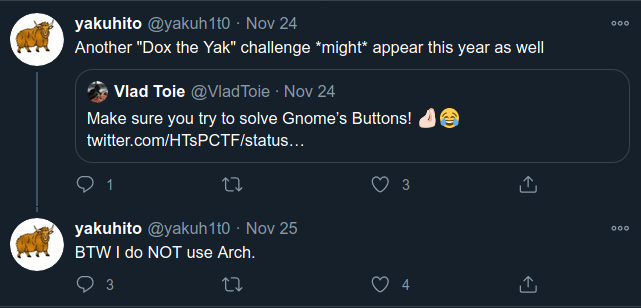 yakuhito @yakuh1t0 · Nov 24
Another "Dox the Yak" challenge *might* appear this year as well
Vlad Toie @VladToie · Nov 24
Make sure you try to solve Gnome’s Buttons! 🤌🏻😂
twitter.com/HTsPCTF/status…
1 3
yakuhito @yakuh1t0 · Nov 25
BTW I do NOT use Arch.
3 4